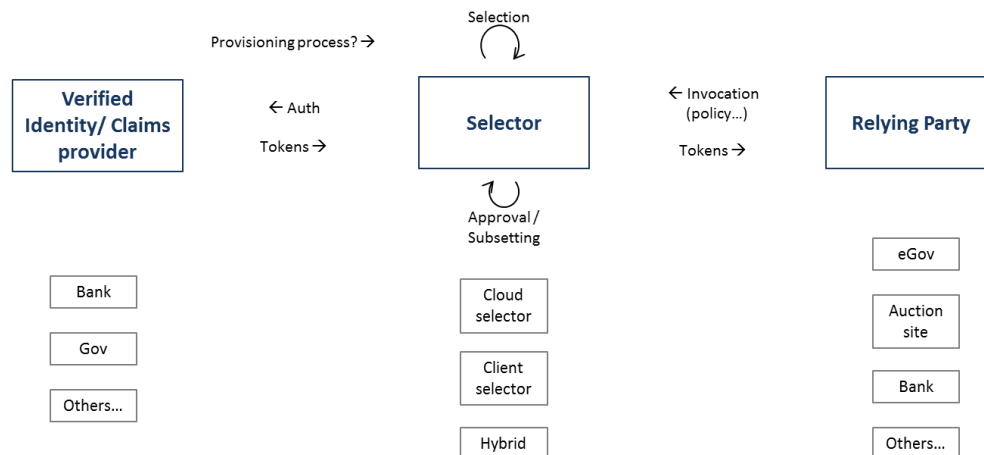 Selection
Provisioning process? →
Verified
Identity/ Claims
provider
← Auth
Tokens →
Selector
← Invocation
(policy…)
Tokens →
Relying Party
Approval /
Subsetting
Bank
Gov
Others…
Cloud
selector
Client
selector
Hybrid
eGov
Auction
site
Bank
Others…